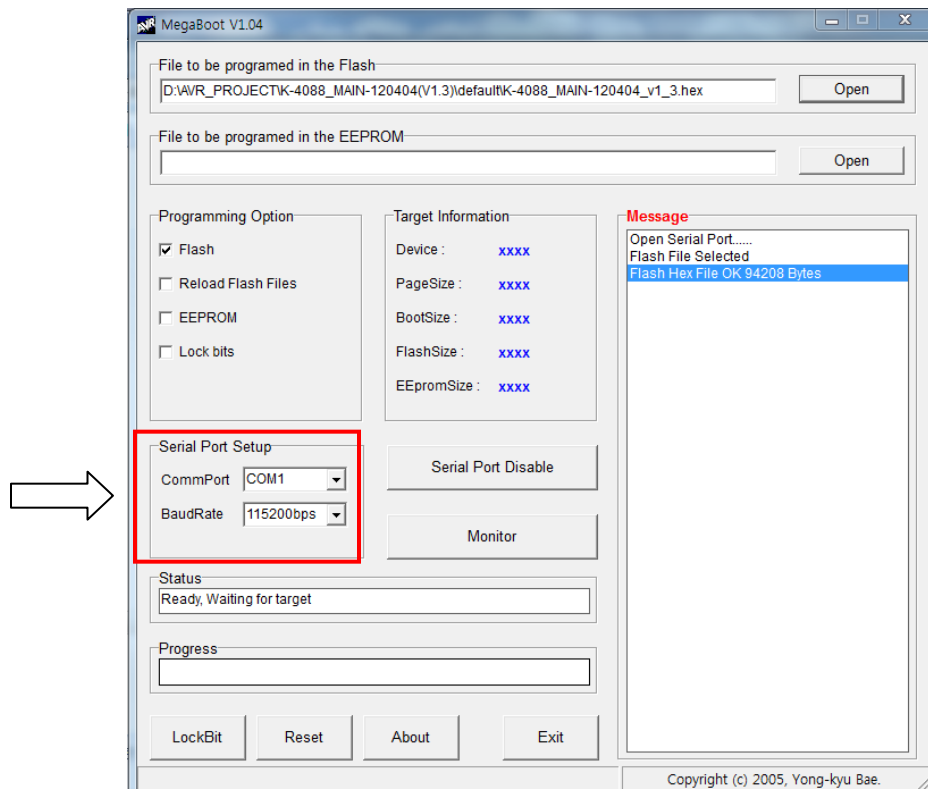 MegaBoot V1.04
File to be programed in the Flash
D:\AVR_PROJECT\K-4088_MAIN-120404(V1.3)\default\K-4088_MAIN-120404_v1_3.hex
Open
File to be programed in the EEPROM
Open
Programming Option
Flash
Reload Flash Files
EEPROM
Lock bits
Target Information
Device : xxxx
PageSize : xxxx
BootSize : xxxx
FlashSize : xxxx
EEpromSize : xxxx
Message
Open Serial Port......
Flash File Selected
Flash Hex File OK 94208 Bytes
Serial Port Setup
CommPort COM1
BaudRate 115200bps
Serial Port Disable
Monitor
Status
Ready, Waiting for target
Progress
LockBit
Reset
About
Exit
Copyright (c) 2005, Yong-kyu Bae.